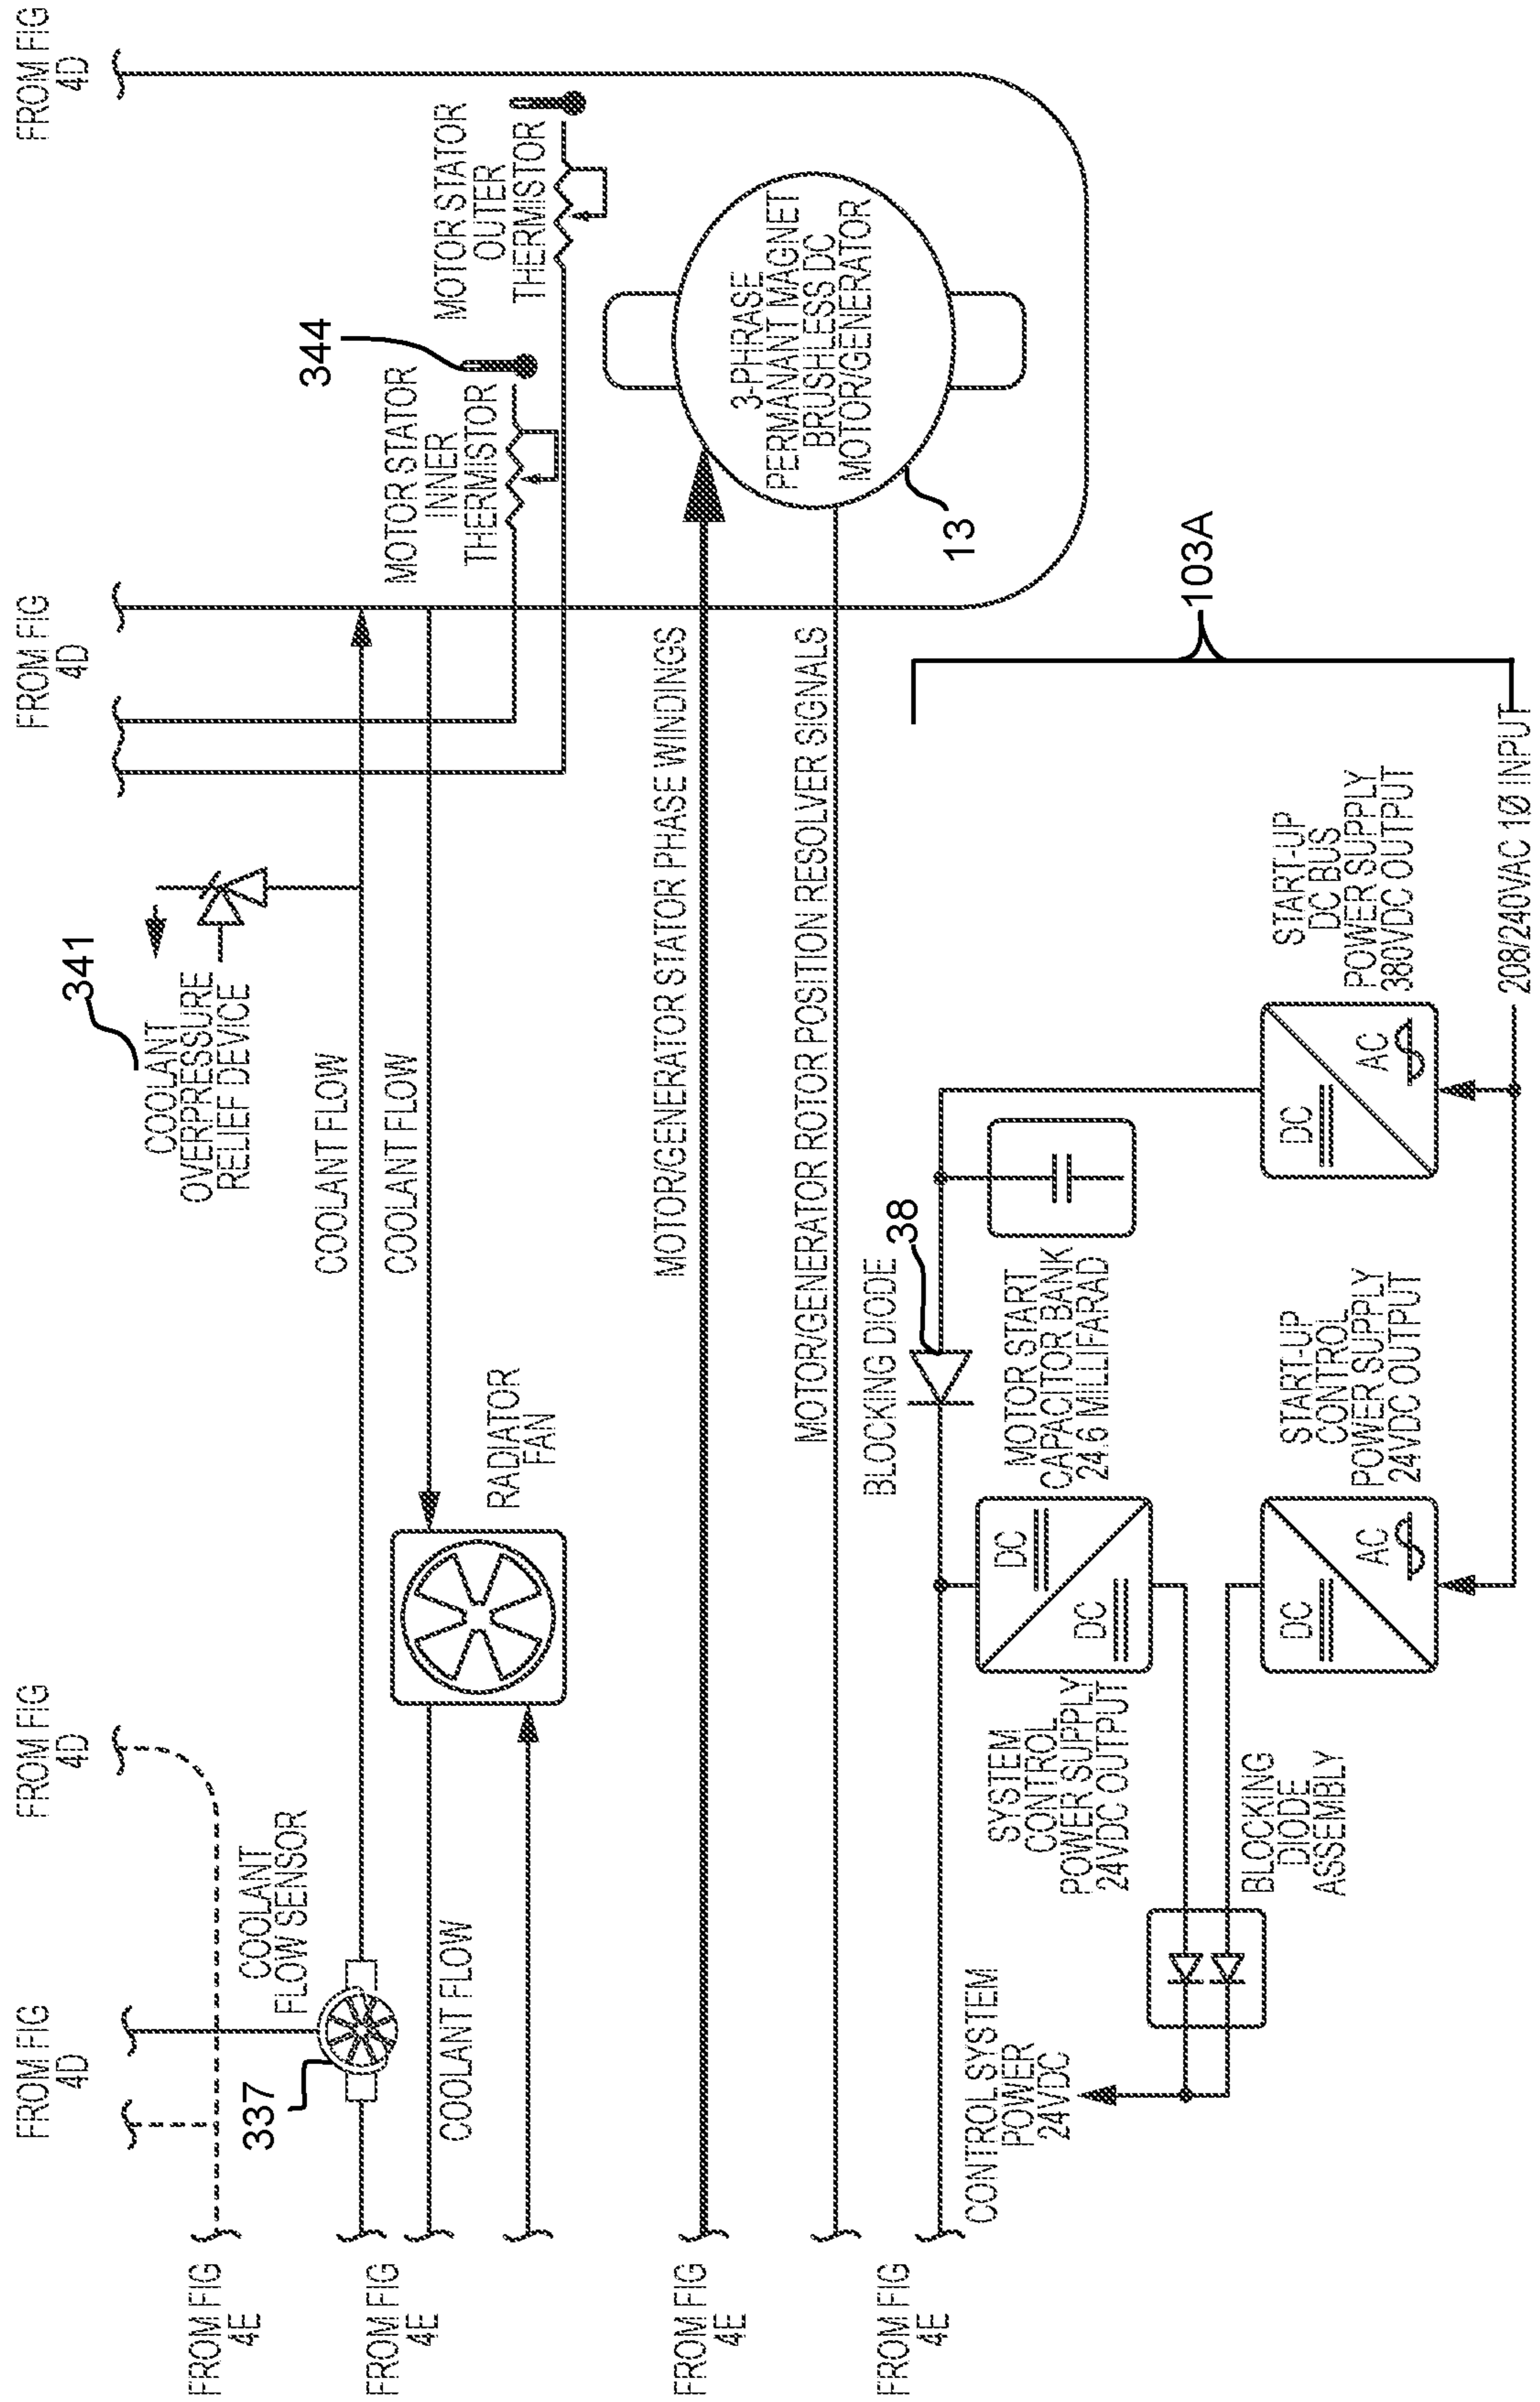 FROM FIG
4D
FROM FIG
4D
FROM FIG
4D
FROM FIG
4D
FROM FIG
4E
FROM FIG
4E
FROM FIG
4E
FROM FIG
4E
337
COOLANT
FLOW SENSOR
COOLANT FLOW
341
COOLANT
OVERPRESSURE
RELIEF DEVICE
COOLANT FLOW
COOLANT FLOW
RADIATOR
FAN
344
MOTOR STATOR
INNER
THERMISTOR
MOTOR STATOR
OUTER
THERMISTOR
3-PHRASE
PERMANANT MAGNET
BRUSHLESS DC
MOTOR/GENERATOR
13
MOTOR/GENERATOR STATOR PHASE WINDINGS
MOTOR/GENERATOR ROTOR POSITION RESOLVER SIGNALS
103A
BLOCKING DIODE
38
MOTOR START
CAPACITOR BANK
24.6 MILLIFARAD
CONTROL SYSTEM
POWER
24VDC
SYSTEM
CONTROL
POWER SUPPLY
24VDC OUTPUT
DC
DC
BLOCKING
DIODE
ASSEMBLY
START-UP
CONTROL
POWER SUPPLY
24VDC OUTPUT
DC
AC
START-UP
DC BUS
POWER SUPPLY
380VDC OUTPUT
DC
AC
208/240VAC 1Ø INPUT